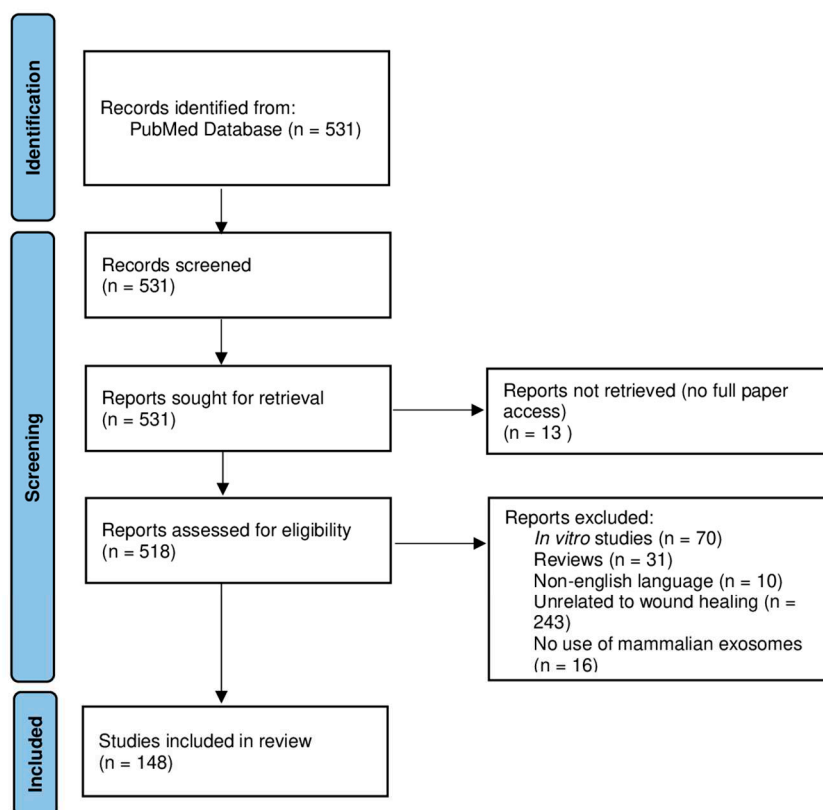 Identification
Records identified from:
PubMed Database (n = 531)
Screening
Records screened
(n = 531)
Reports sought for retrieval
(n = 531)
Reports not retrieved (no full paper
access)
(n = 13 )
Reports assessed for eligibility
(n = 518)
Reports excluded:
In vitro studies (n = 70)
Reviews (n = 31)
Non-english language (n = 10)
Unrelated to wound healing (n =
243)
No use of mammalian exosomes
(n = 16)
Included
Studies included in review
(n = 148)